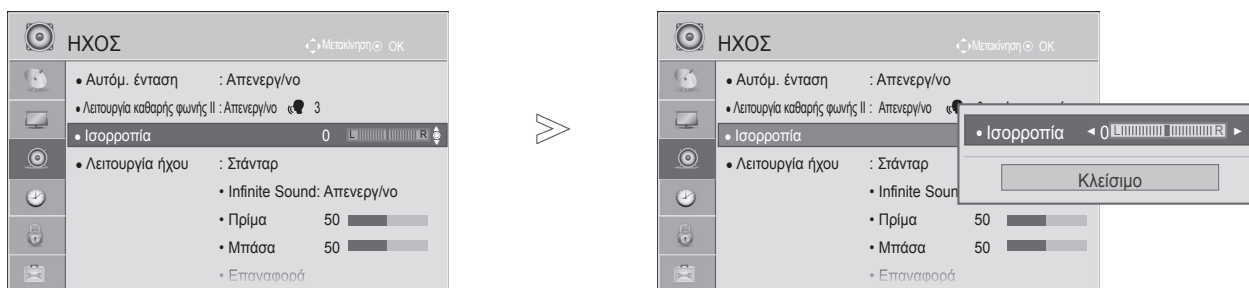 ΗΧΟΣ
Μετακίνηση OK
• Αυτόμ. ένταση : Απενεργ/νο
• Λειτουργία καθαρής φωνής II : Απενεργ/νο 3
• Ισορροπία 0 L R
• Λειτουργία ήχου : Στάνταρ
• Infinite Sound: Απενεργ/νο
• Πρίμα 50
• Μπάσα 50
• Επαναφορά
ΗΧΟΣ
Μετακίνηση OK
• Αυτόμ. ένταση : Απενεργ/νο
• Λειτουργία καθαρής φωνής II : Απενεργ/νο
• Ισορροπία
• Λειτουργία ήχου : Στάνταρ
• Infinite Soun
• Πρίμα 50
• Μπάσα 50
• Επαναφορά
• Ισορροπία ◄ 0 L R ►
Κλείσιμο